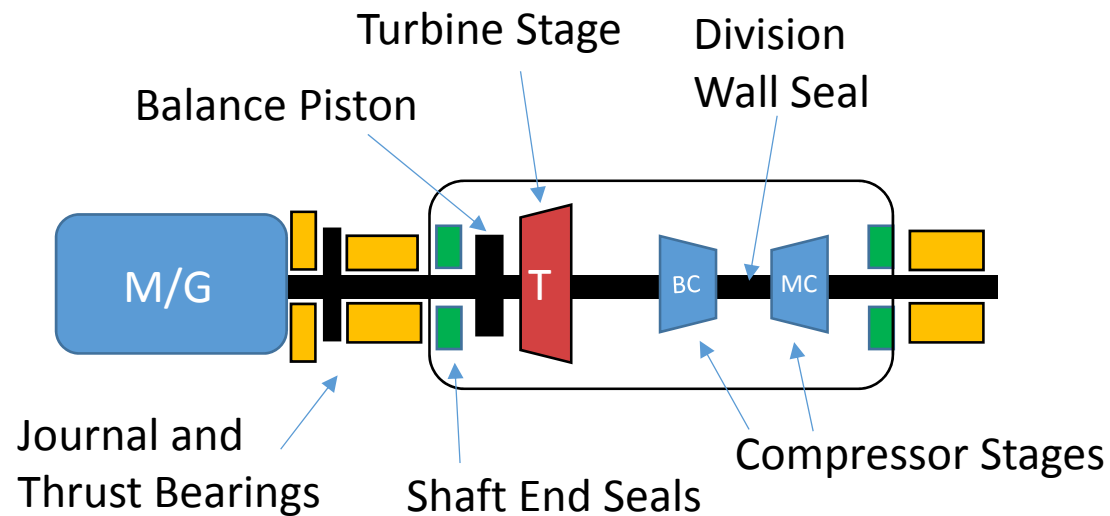 Turbine Stage
Division
Wall Seal
Balance Piston
M/G
T
BC
MC
Journal and
Thrust Bearings
Shaft End Seals
Compressor Stages